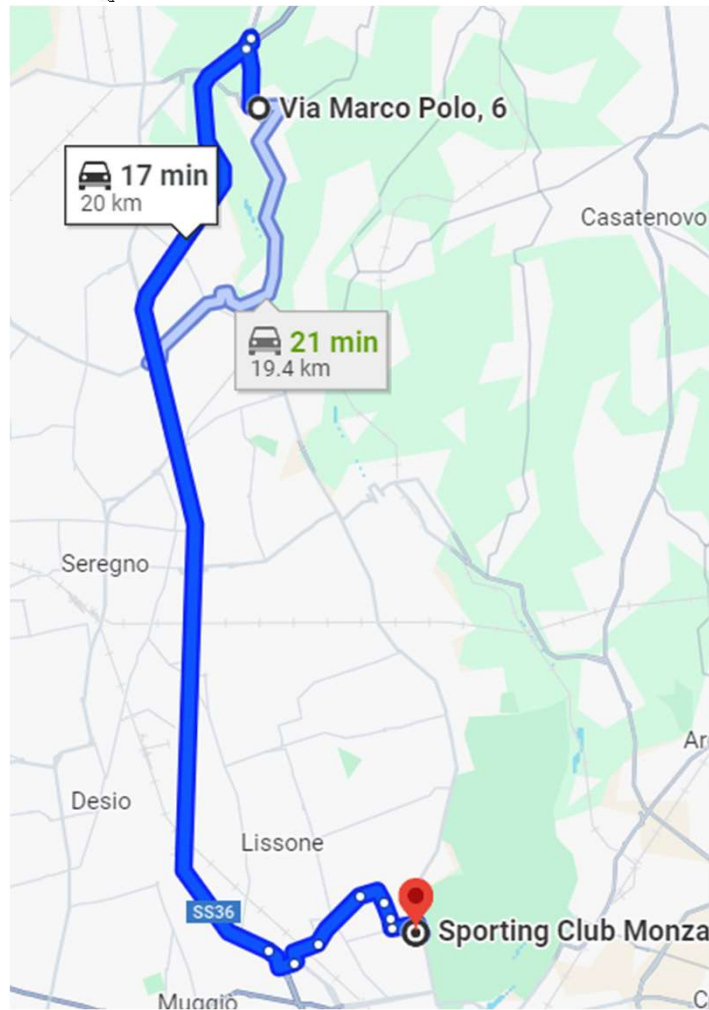 Via Marco Polo, 6
17 min
20 km
Casatenovo
21 min
19.4 km
Seregno
Ar
Desio
Lissone
SS36
Sporting Club Monza
Muggiò
C